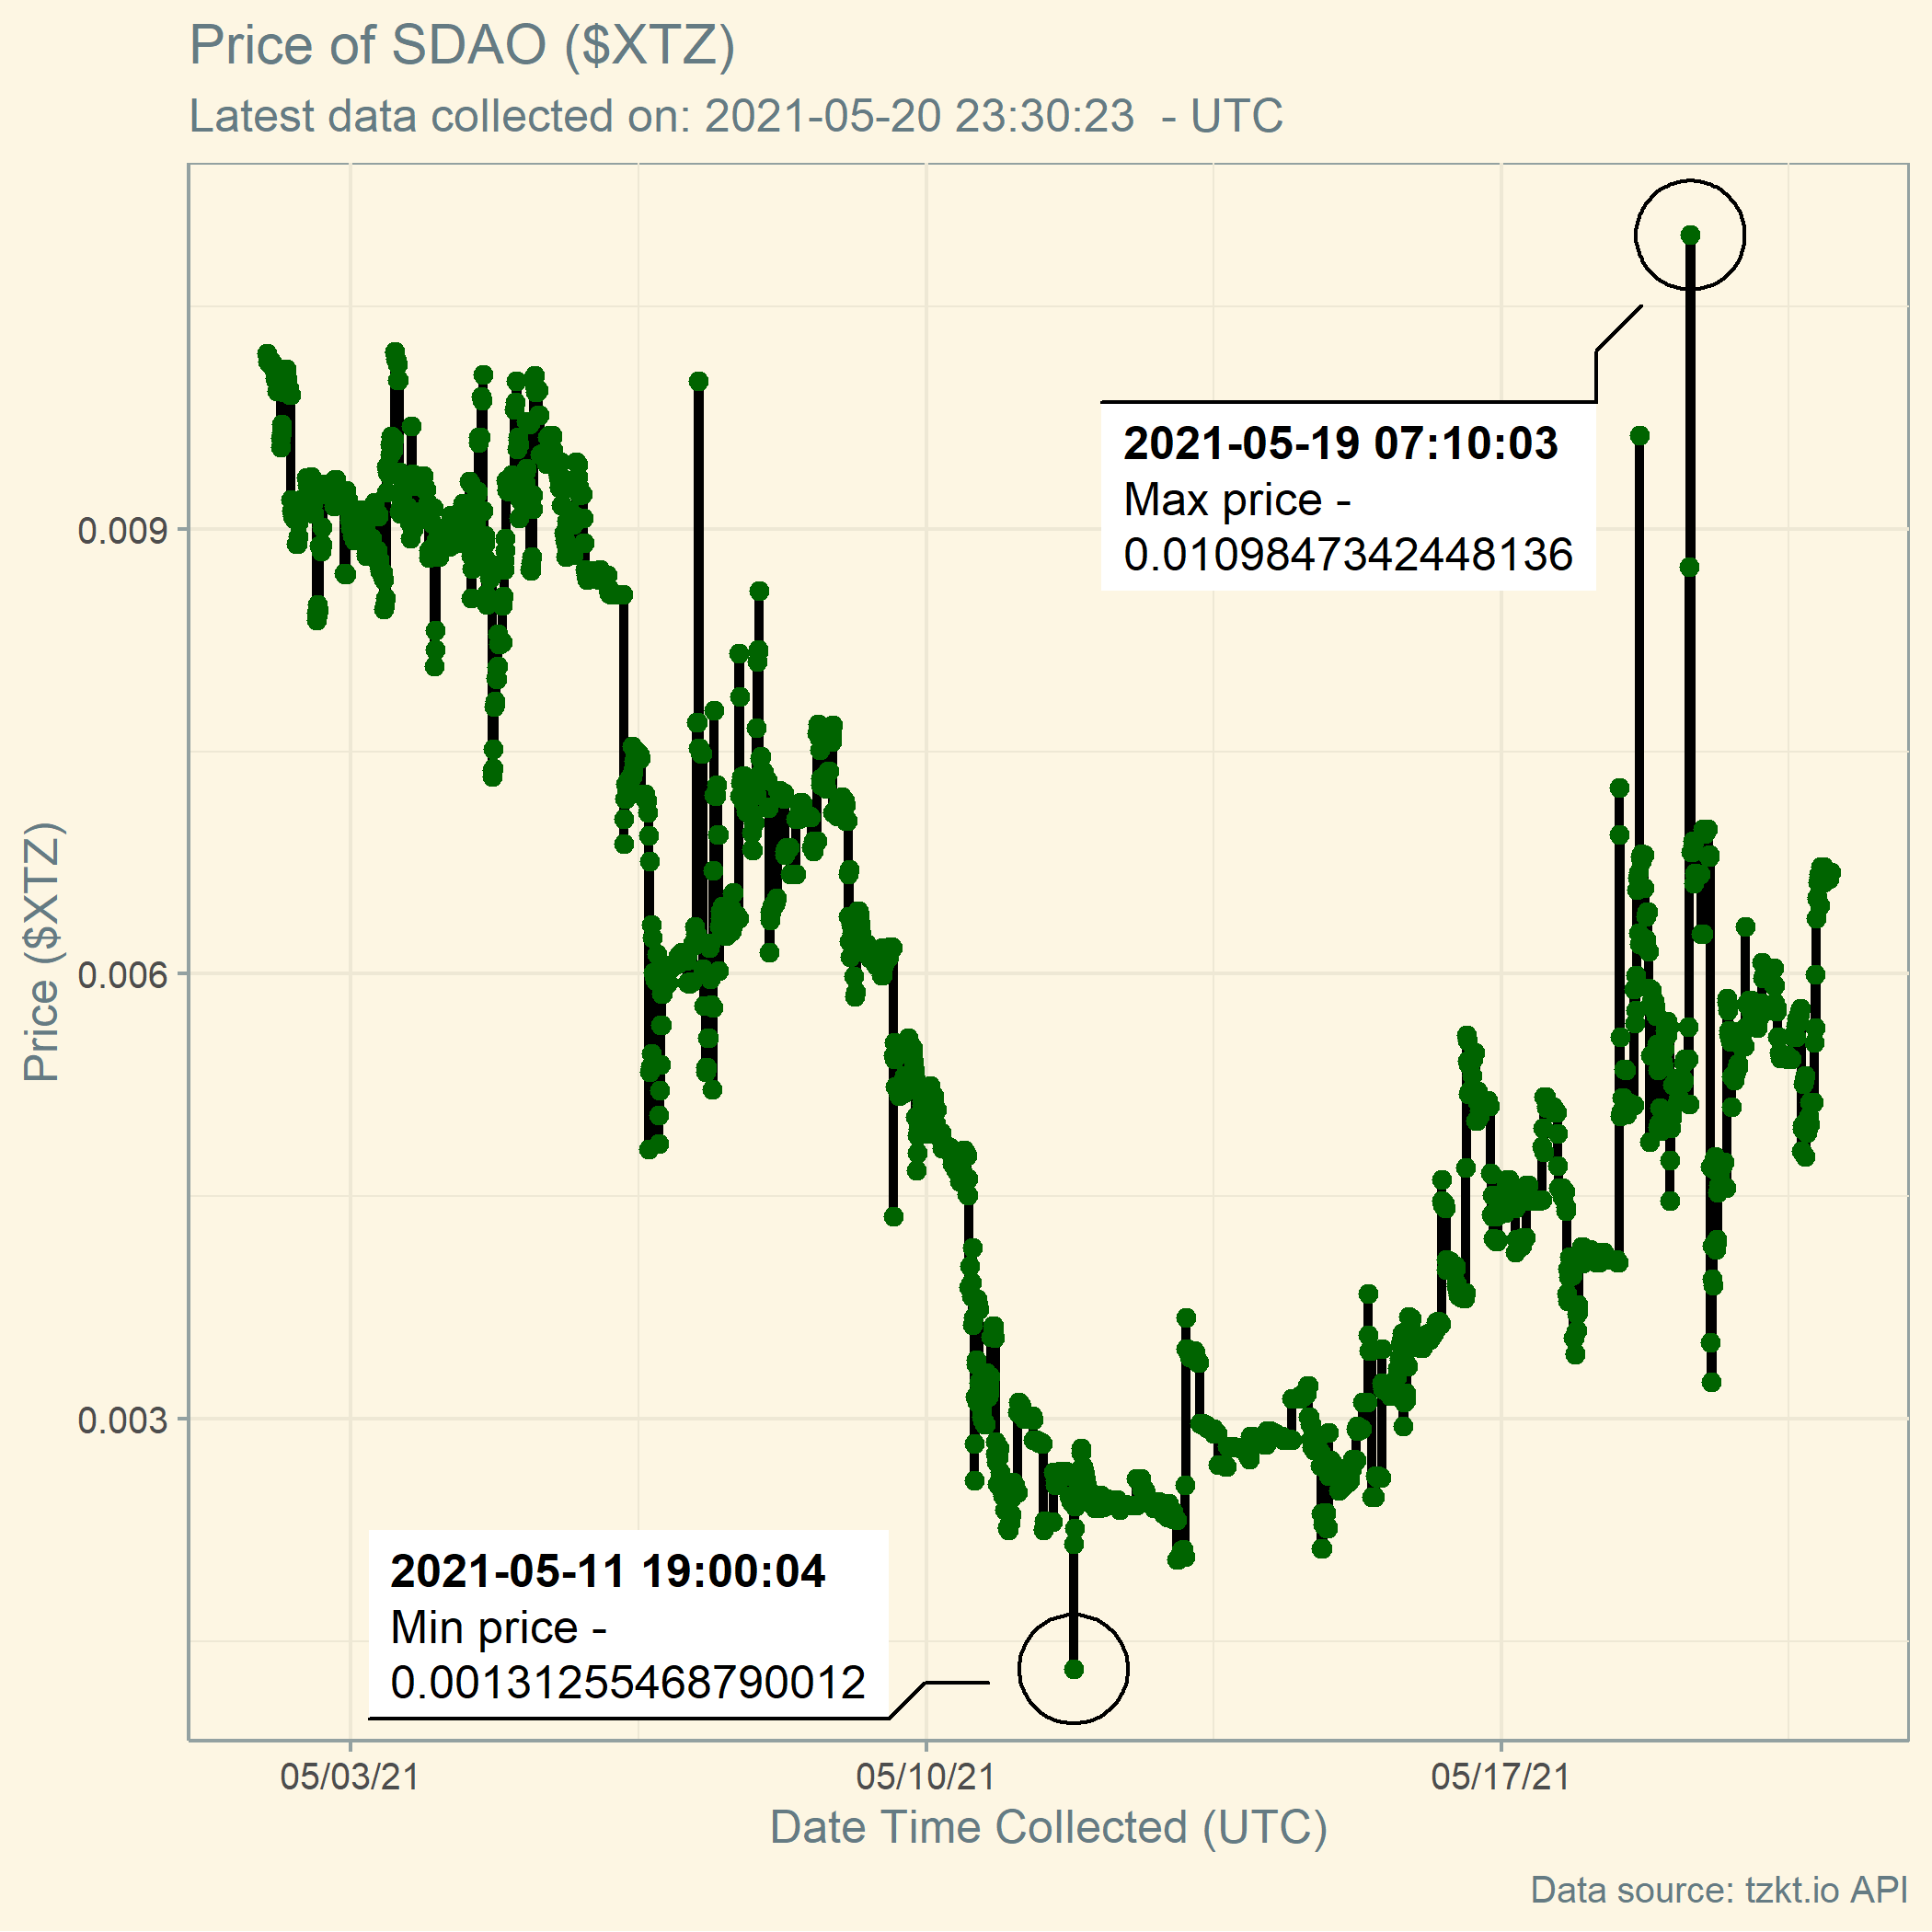 Price of SDAO ($XTZ)
Latest data collected on: 2021-05-20 23:30:23  - UTC
2021-05-19 07:10:03
Max price -
0.0109847342448136
0.009
0.006
0.003
Price ($XTZ)
2021-05-11 19:00:04
Min price -
0.00131255468790012
05/03/21
05/10/21
05/17/21
Date Time Collected (UTC)
Data source: tzkt.io API